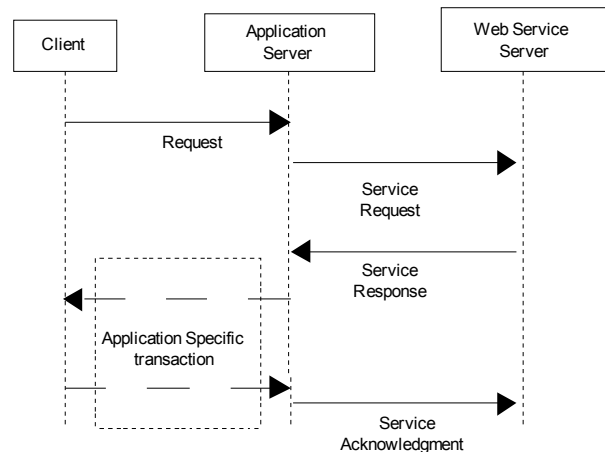 Client
Application
Server
Web Service
Server
Request
Service
Request
Service
Response
Application Specific
transaction
Service
Acknowledgment